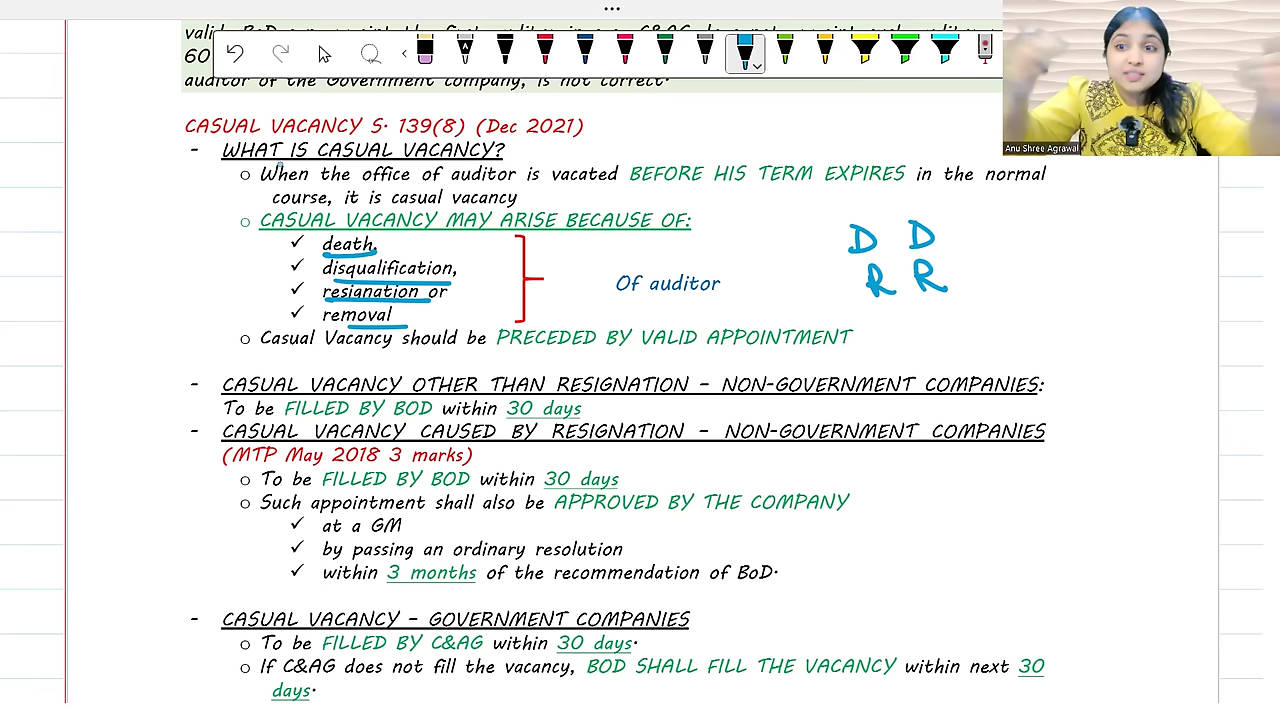 60
auditor of the Government company, is not correct.
Anu Shree Agrawal
CASUAL VACANCY S. 139(8) (Dec 2021)
- WHAT IS CASUAL VACANCY?
o When the office of auditor is vacated BEFORE HIS TERM EXPIRES in the normal
course, it is casual vacancy
o CASUAL VACANCY MAY ARISE BECAUSE OF:
✓ death,
✓ disqualification,
✓ resignation or
✓ removal
Of auditor
D D
R R
o Casual Vacancy should be PRECEDED BY VALID APPOINTMENT
- CASUAL VACANCY OTHER THAN RESIGNATION – NON-GOVERNMENT COMPANIES:
To be FILLED BY BOD within 30 days
- CASUAL VACANCY CAUSED BY RESIGNATION – NON-GOVERNMENT COMPANIES
(MTP May 2018 3 marks)
o To be FILLED BY BOD within 30 days
o Such appointment shall also be APPROVED BY THE COMPANY
✓ at a GM
✓ by passing an ordinary resolution
✓ within 3 months of the recommendation of BoD.
- CASUAL VACANCY – GOVERNMENT COMPANIES
o To be FILLED BY C&AG within 30 days.
o If C&AG does not fill the vacancy, BOD SHALL FILL THE VACANCY within next 30
days.